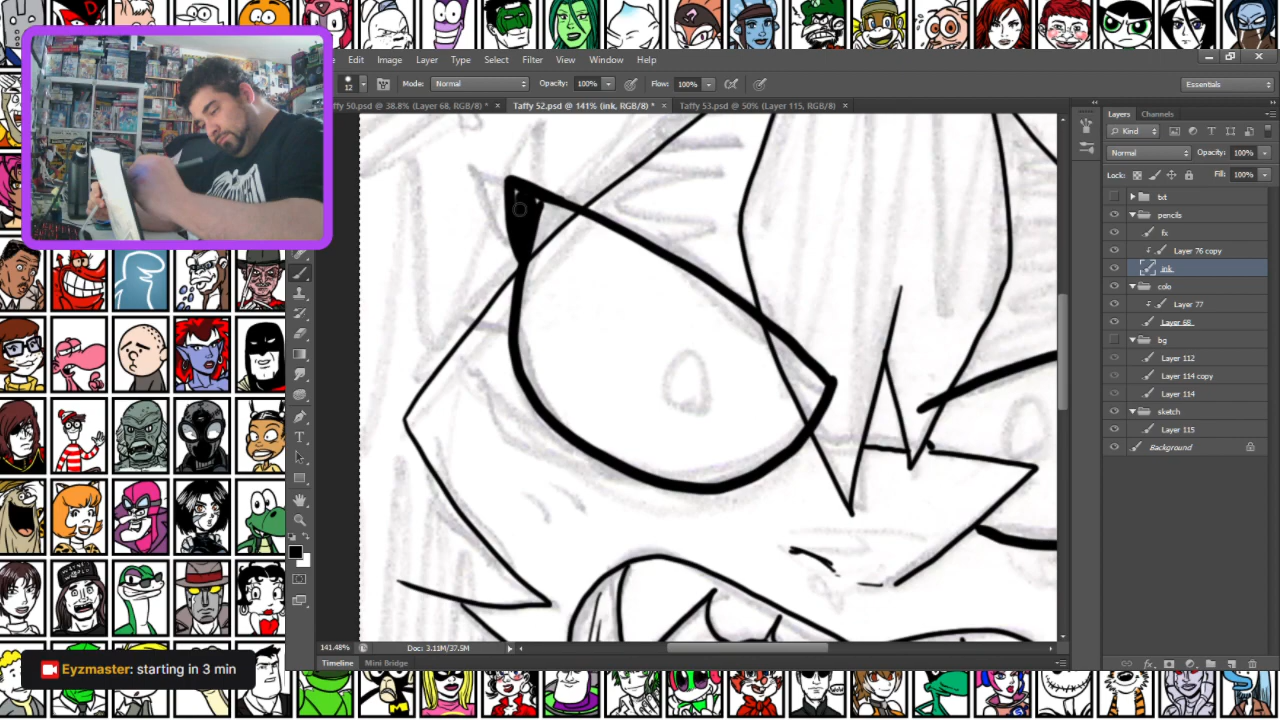 Edit Image Layer Type Select Filter View Window Help
12 Mode: Normal Opacity: 100% Flow: 100% Essentials
ffy 50.psd @ 38.8% (Layer 68, RGB/8) * × Taffy 52.psd @ 141% (ink, RGB/8) * × Taffy 53.psd @ 50% (Layer 115, RGB/8) ×
Layers Channels
Kind
Normal Opacity: 100%
Lock: Fill: 100%
txt
pencils
fx
Layer 76 copy
ink
colo
Layer 77
Layer 68
bg
Layer 112
Layer 114 copy
Layer 114
sketch
Layer 115
Background
141.48% Doc: 3.11M/37.5M
Timeline Mini Bridge
Eyzmaster: starting in 3 min